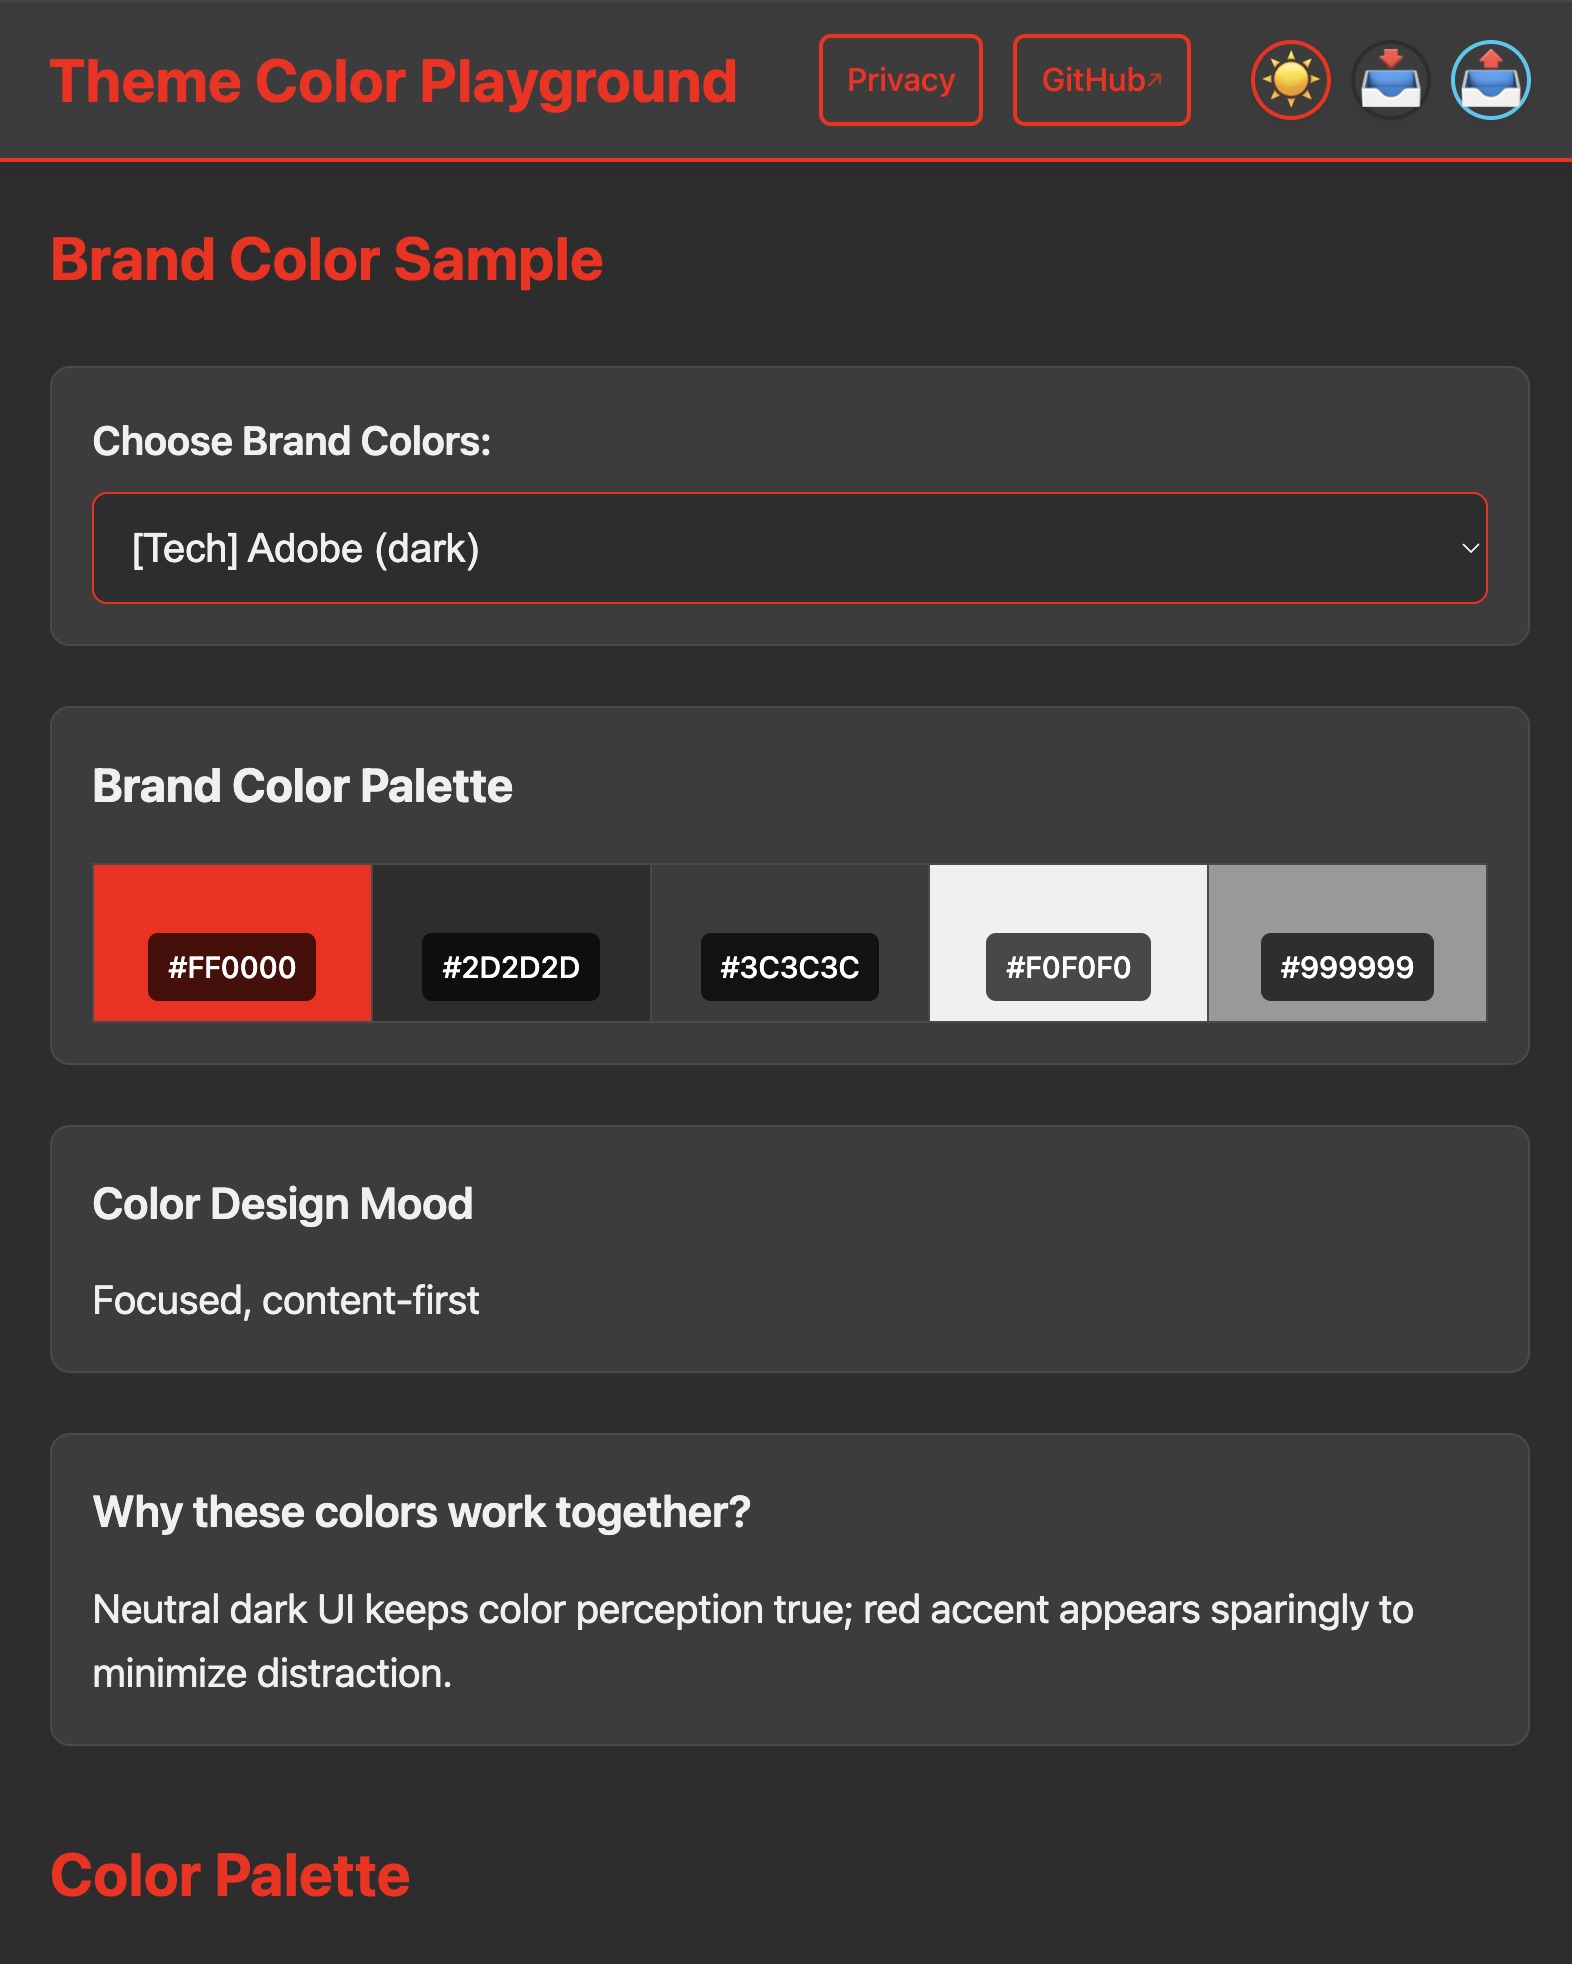 Theme Color Playground
Privacy
GitHub↗
Brand Color Sample
Choose Brand Colors:
[Tech] Adobe (dark)
Brand Color Palette
#FF0000
#2D2D2D
#3C3C3C
#F0F0F0
#999999
Color Design Mood
Focused, content-first
Why these colors work together?
Neutral dark UI keeps color perception true; red accent appears sparingly to
minimize distraction.
Color Palette